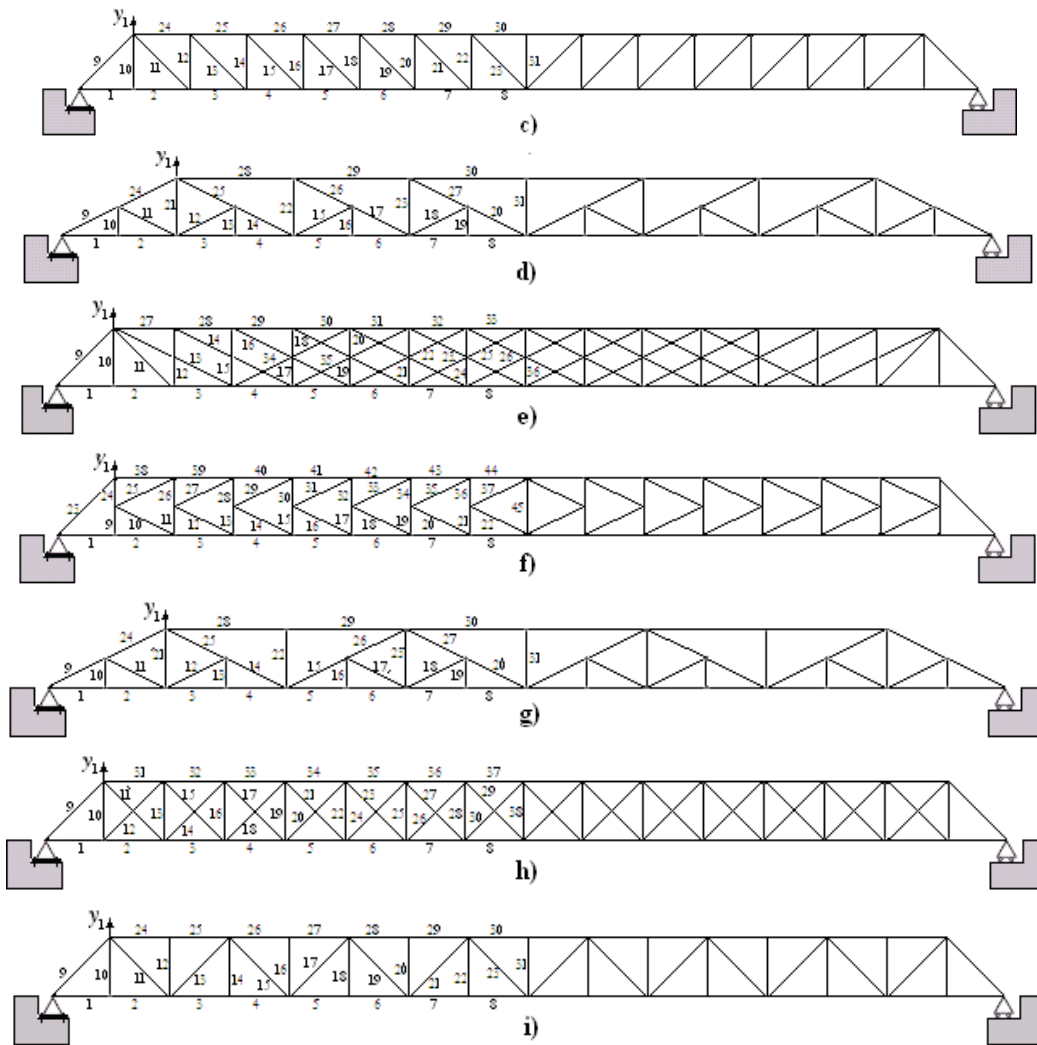 y1 24 25 26 27 28 29 30
9 10 11 12 13 14 15 16 17 18 19 20 21 22 23 31
1 2 3 4 5 6 7 8
c)
y1 28 29 30
24 25 26 27
9 10 11 21 12 13 14 22 15 16 17 23 18 19 20 31
1 2 3 4 5 6 7 8
d)
y1 27 28 29 30 31 32 33
9 10 11 13 12 14 15 16 34 17 18 35 19 20 21 22 23 24 25 26 36
1 2 3 4 5 6 7 8
e)
y1 38 39 40 41 42 43 44
23 24 25 26 27 28 29 30 31 32 33 34 35 36 37 45
9 10 11 12 13 14 15 16 17 18 19 20 21 22
1 2 3 4 5 6 7 8
f)
y1 28 29 30
24 25 26 27
9 10 11 21 12 13 14 22 15 16 17 23 18 19 20 31
1 2 3 4 5 6 7 8
g)
y1 31 32 33 34 35 36 37
9 10 11 12 13 15 14 16 17 18 19 21 20 22 23 24 25 27 26 28 29 30 38
1 2 3 4 5 6 7 8
h)
y1 24 25 26 27 28 29 30
9 10 11 12 13 14 15 16 17 18 19 20 21 22 23 31
1 2 3 4 5 6 7 8
i)